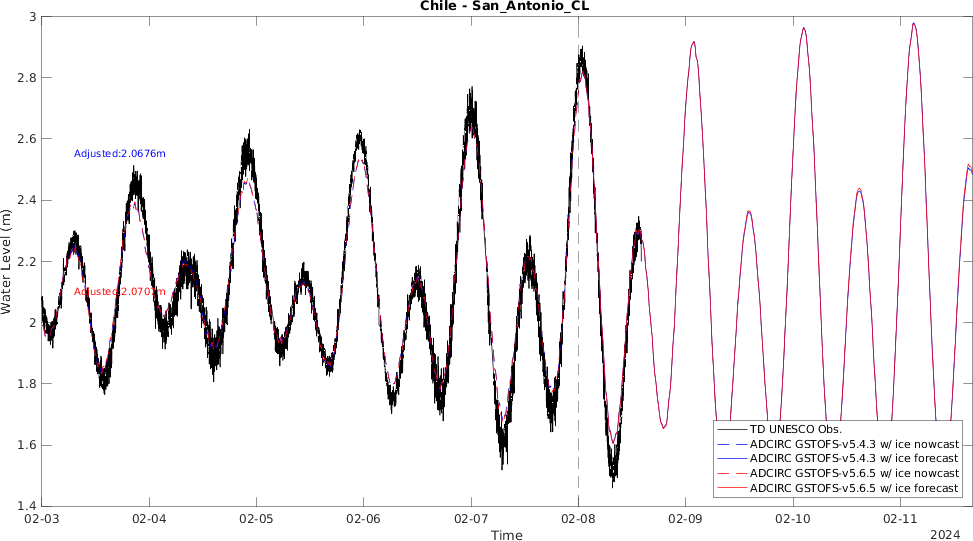 Chile - San_Antonio_CL
3
2.8
2.6
2.4
2.2
2
1.8
1.6
1.4
Water Level (m)
Adjusted:2.0676m
TD UNESCO Obs.
ADCIRC GSTOFS-v5.4.3 w/ ice nowcast
ADCIRC GSTOFS-v5.4.3 w/ ice forecast
ADCIRC GSTOFS-v5.6.5 w/ ice nowcast
ADCIRC GSTOFS-v5.6.5 w/ ice forecast
02-03 02-04 02-05 02-06 02-07 02-08 02-09 02-10 02-11
Time
2024